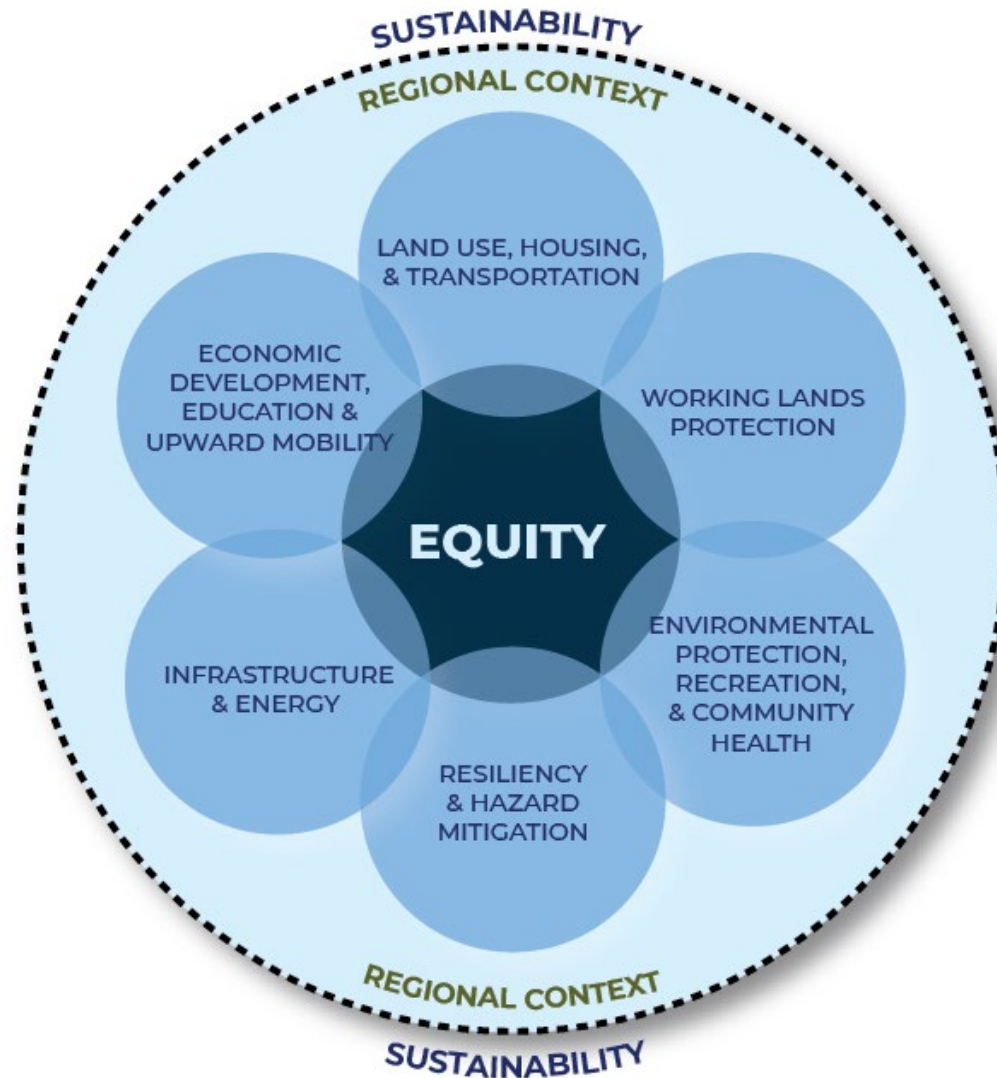 SUSTAINABILITY
REGIONAL CONTEXT
LAND USE, HOUSING,
& TRANSPORTATION
ECONOMIC
DEVELOPMENT,
EDUCATION &
UPWARD MOBILITY
WORKING LANDS
PROTECTION
EQUITY
INFRASTRUCTURE
& ENERGY
ENVIRONMENTAL
PROTECTION,
RECREATION,
& COMMUNITY
HEALTH
RESILIENCY
& HAZARD
MITIGATION
REGIONAL CONTEXT
SUSTAINABILITY